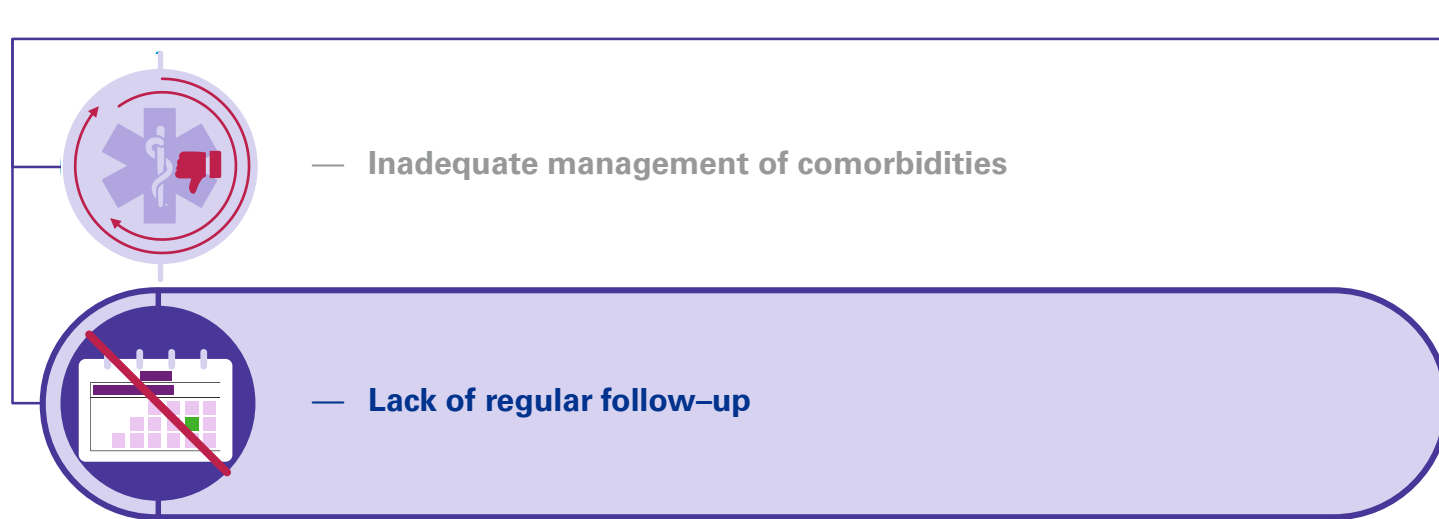 — Inadequate management of comorbidities
— Lack of regular follow–up